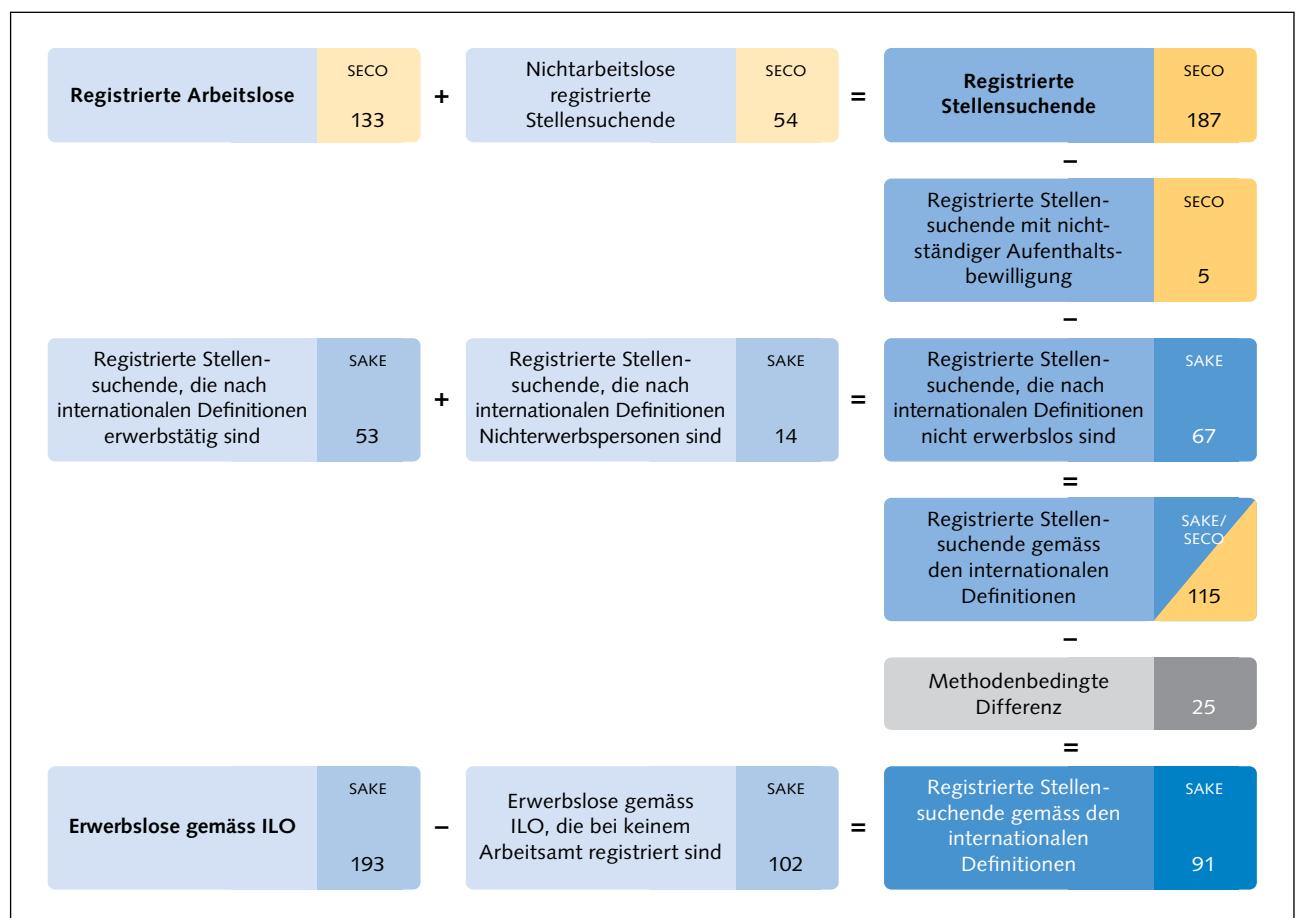 Registrierte Arbeitslose
SECO
133
+
Nichtarbeitslose
registrierte
Stellensuchende
SECO
54
=
Registrierte
Stellensuchende
SECO
187
–
Registrierte Stellen-
suchende mit nicht-
ständiger Aufenthalts-
bewilligung
SECO
5
–
Registrierte Stellen-
suchende, die nach
internationalen Definitionen
erwerbstätig sind
SAKE
53
+
Registrierte Stellen-
suchende, die nach
internationalen Definitionen
Nichterwerbspersonen sind
SAKE
14
=
Registrierte Stellen-
suchende, die nach
internationalen Definitionen
nicht erwerbslos sind
SAKE
67
=
Registrierte Stellen-
suchende gemäss
den internationalen
Definitionen
SAKE/
SECO
115
–
Methodenbedingte
Differenz
25
=
Erwerbslose gemäss ILO
SAKE
193
–
Erwerbslose gemäss
ILO, die bei keinem
Arbeitsamt registriert sind
SAKE
102
=
Registrierte Stellen-
suchende gemäss den
internationalen
Definitionen
SAKE
91